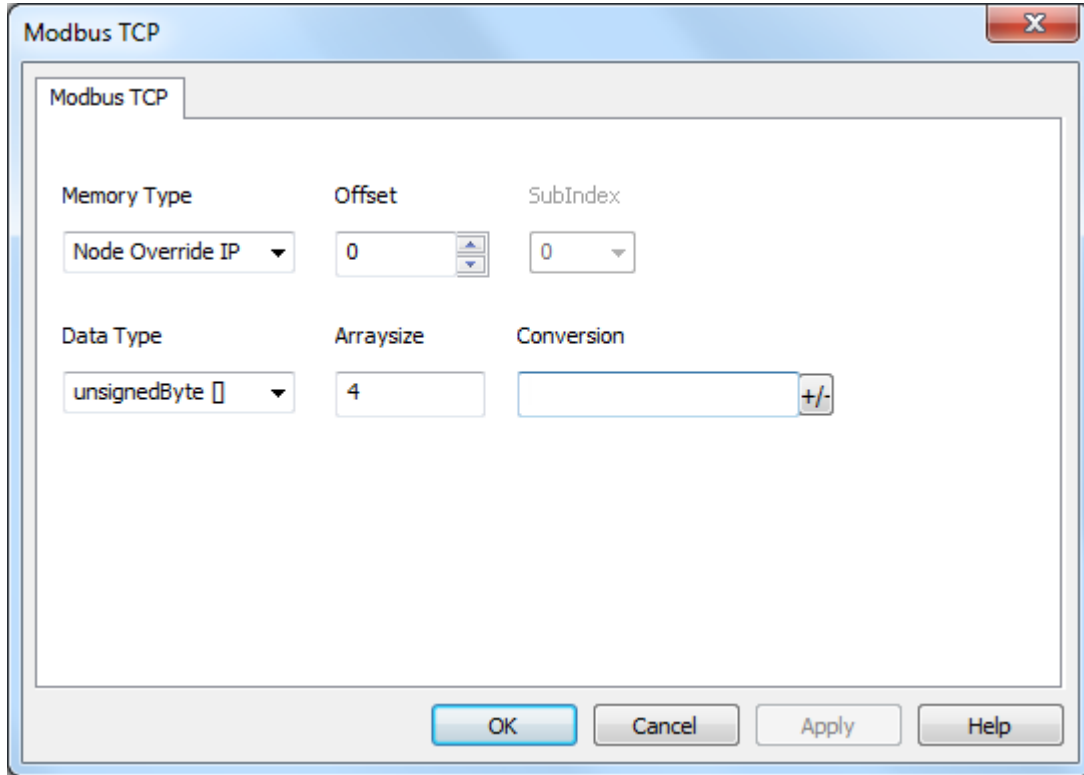 Modbus TCP
Modbus TCP
Memory Type Offset SubIndex
Node Override IP 0 0
Data Type Arraysize Conversion
unsignedByte [] 4 +/-
OK Cancel Apply Help